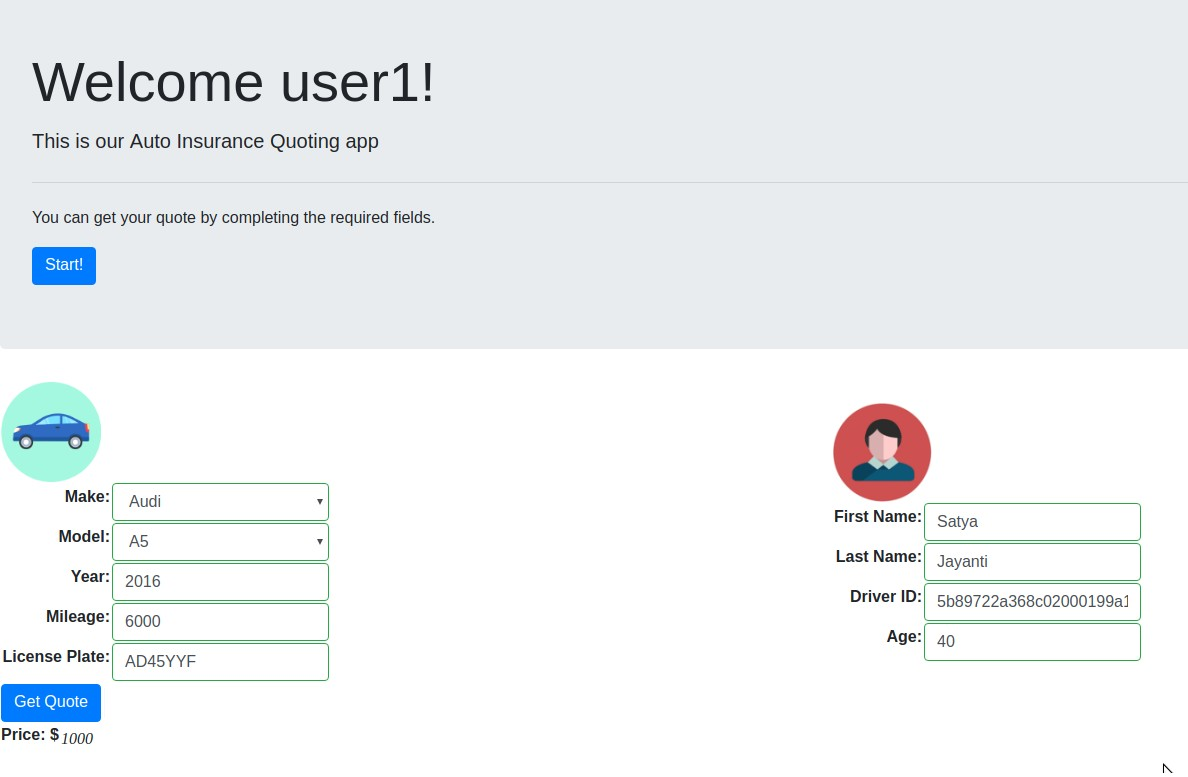 Welcome user1!
This is our Auto Insurance Quoting app
You can get your quote by completing the required fields.
Start!
Make: Audi
Model: A5
Year: 2016
Mileage: 6000
License Plate: AD45YYF
Get Quote
Price: $ 1000
First Name: Satya
Last Name: Jayanti
Driver ID: 5b89722a368c02000199a1
Age: 40